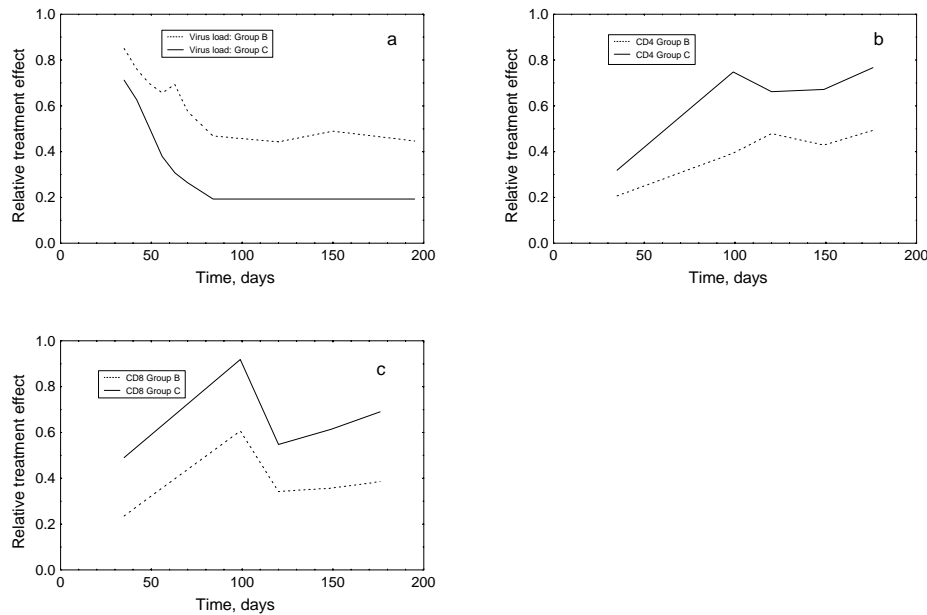 a
Virus load: Group B
Virus load: Group C
Relative treatment effect
1.0
0.8
0.6
0.4
0.2
0.0
0 50 100 150 200
Time, days
b
CD4 Group B
CD4 Group C
Relative treatment effect
1.0
0.8
0.6
0.4
0.2
0.0
0 50 100 150 200
Time, days
c
CD8 Group B
CD8 Group C
Relative treatment effect
1.0
0.8
0.6
0.4
0.2
0.0
0 50 100 150 200
Time, days